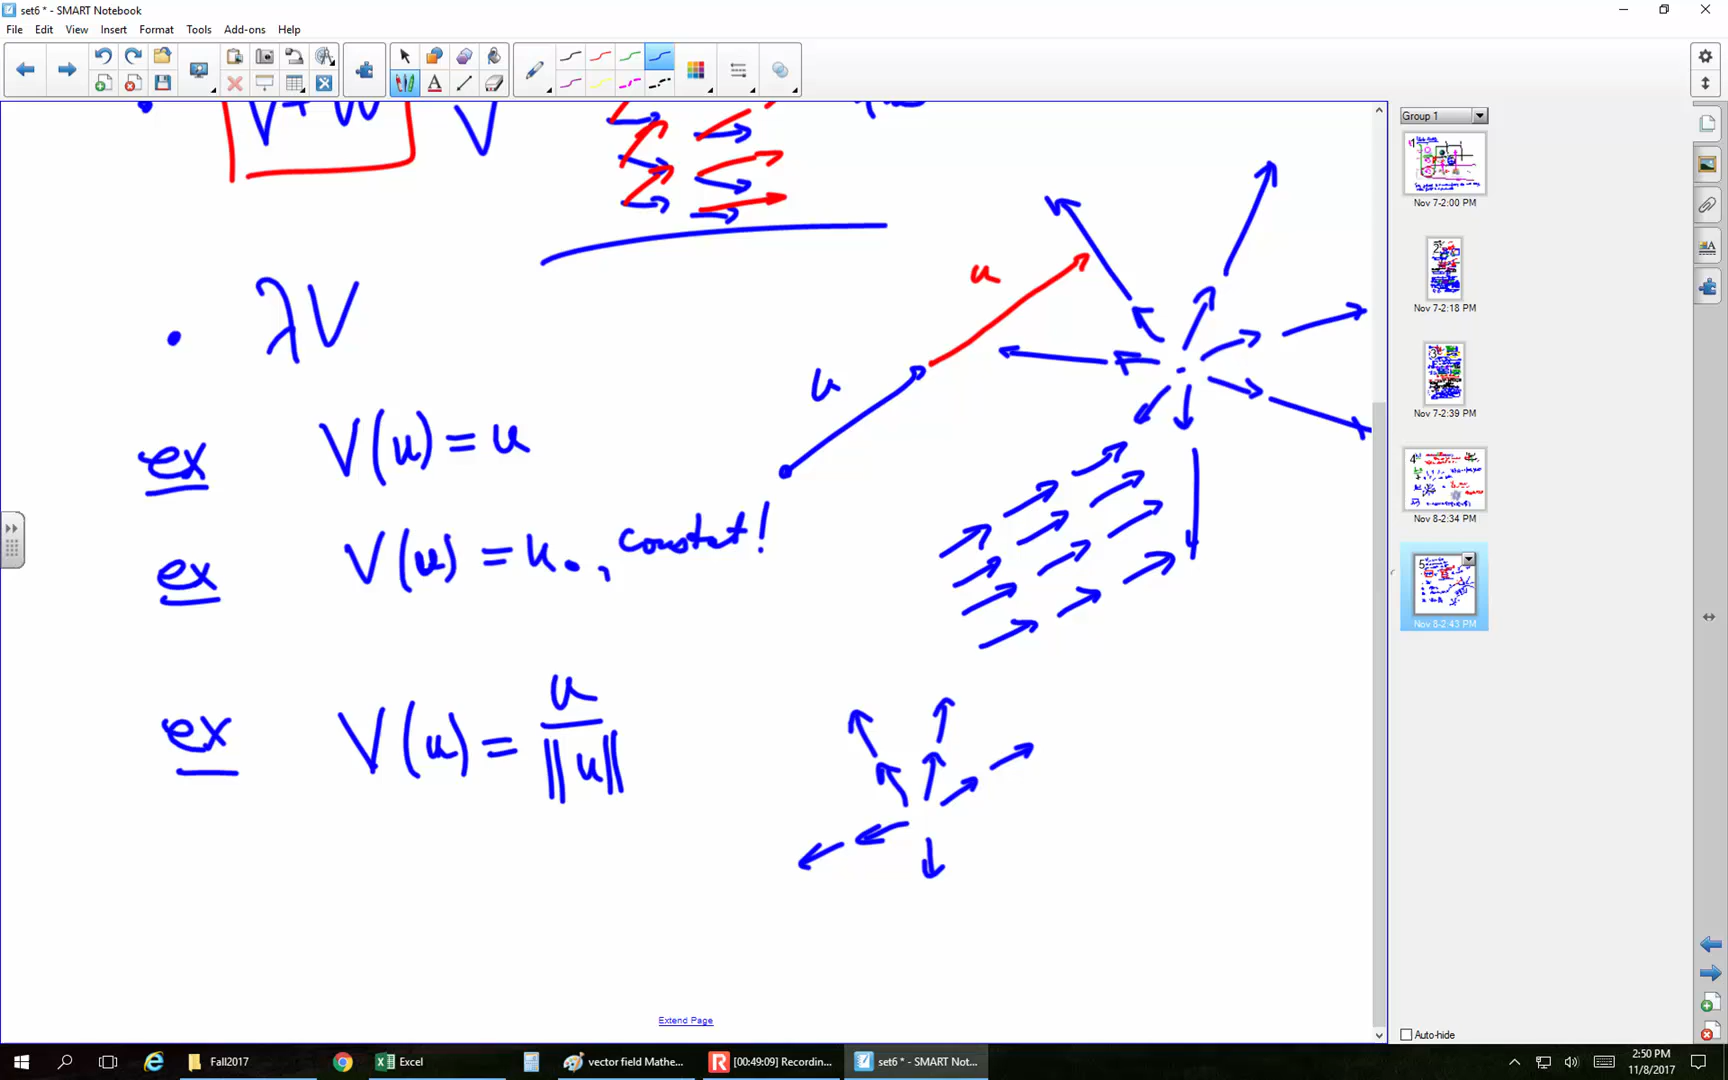 set6 * - SMART Notebook
File Edit View Insert Format Tools Add-ons Help
Group 1
V + W V
λV
ex V(u) = u
u u
ex V(u) = u₀, constant!
ex V(u) = u / ‖u‖
Extend Page
Nov 7-2:00 PM
Nov 7-2:18 PM
Nov 7-2:39 PM
Nov 8-2:34 PM
Nov 8-2:43 PM
Auto-hide
Fall2017
Excel
vector field Mathe...
[00:49:09] Recordin...
set6 * - SMART Not...
2:50 PM
11/8/2017